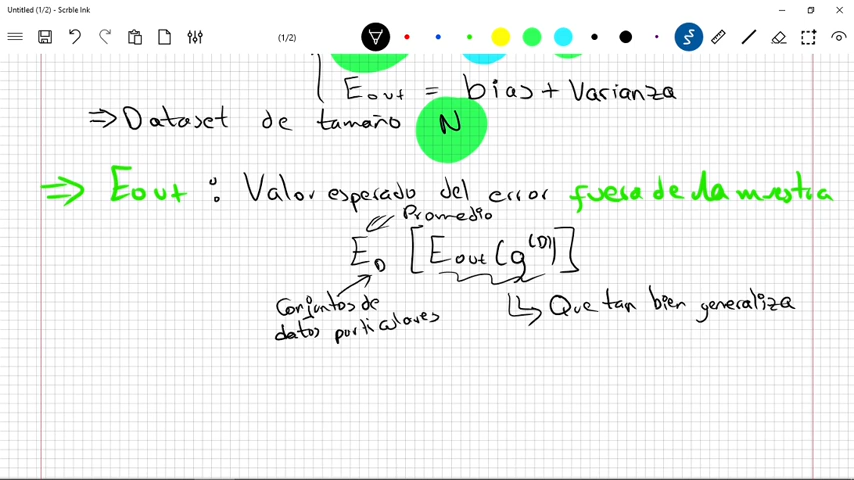 Untitled (1/2) - Scrble Ink
(1/2)
Eout = bias + Varianza
⇒ Dataset de tamaño N
⇒ Eout : Valor esperado del error fuera de la muestra
Promedio
E_D [Eout(g^(D))]
Conjuntos de
datos particulares
Que tan bien generaliza